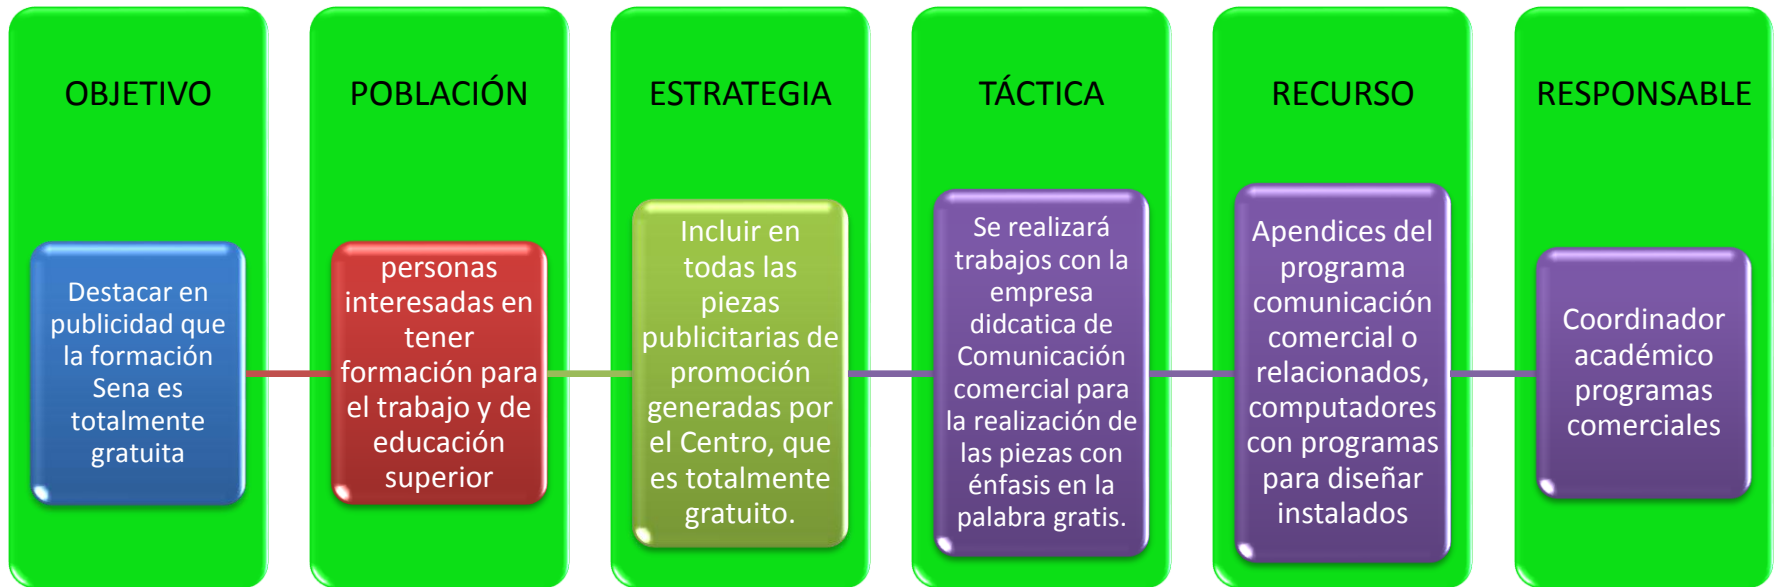 OBJETIVO
Destacar en
publicidad que
la formación
Sena es
totalmente
gratuita
POBLACIÓN
personas
interesadas en
tener
formación para
el trabajo y de
educación
superior
ESTRATEGIA
Incluir en
todas las
piezas
publicitarias de
promoción
generadas por
el Centro, que
es totalmente
gratuito.
TÁCTICA
Se realizará
trabajos con la
empresa
didcatica de
Comunicación
comercial para
la realización de
las piezas con
énfasis en la
palabra gratis.
RECURSO
Apendices del
programa
comunicación
comercial o
relacionados,
computadores
con programas
para diseñar
instalados
RESPONSABLE
Coordinador
académico
programas
comerciales